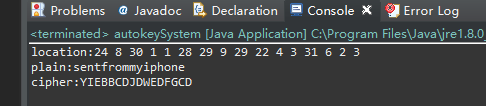 Problems @ Javadoc Declaration Console Error Log
<terminated> autokeySystem [Java Application] C:\Program Files\Java\jre1.8.0_
location:24 8 30 1 1 28 29 9 29 22 4 3 31 6 2 3
plain:sentfrommyiphone
cipher:YIEBBCDJDWEDFGCD